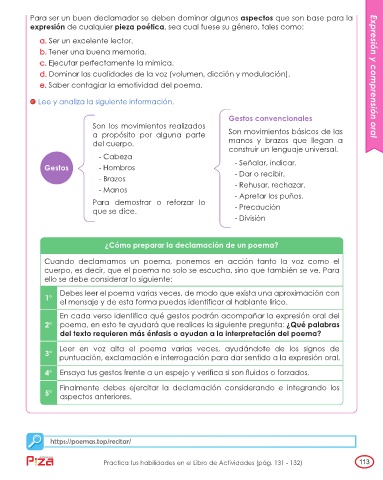 Para ser un buen declamador se deben dominar algunos aspectos que son base para la
expresión de cualquier pieza poética, sea cual fuese su género, tales como:
a. Ser un excelente lector.
b. Tener una buena memoria.
c. Ejecutar perfectamente la mímica.
d. Dominar las cualidades de la voz (volumen, dicción y modulación).
e. Saber contagiar la emotividad del poema.
Lee y analiza la siguiente información.
Gestos
Son los movimientos realizados
a propósito por alguna parte
del cuerpo.
- Cabeza
- Hombros
- Brazos
- Manos
Para demostrar o reforzar lo
que se dice.
Gestos convencionales
Son movimientos básicos de las
manos y brazos que llegan a
construir un lenguaje universal.
- Señalar, indicar.
- Dar o recibir.
- Rehusar, rechazar.
- Apretar los puños.
- Precaución
- División
¿Cómo preparar la declamación de un poema?
Cuando declamamos un poema, ponemos en acción tanto la voz como el
cuerpo, es decir, que el poema no solo se escucha, sino que también se ve. Para
ello se debe considerar lo siguiente:
1° Debes leer el poema varias veces, de modo que exista una aproximación con
el mensaje y de esta forma puedas identificar al hablante lírico.
2° En cada verso identifica qué gestos podrán acompañar la expresión oral del
poema, en esto te ayudará que realices la siguiente pregunta: ¿Qué palabras
del texto requieren más énfasis o ayudan a la interpretación del poema?
3° Leer en voz alta el poema varias veces, ayudándote de los signos de
puntuación, exclamación e interrogación para dar sentido a la expresión oral.
4° Ensaya tus gestos frente a un espejo y verifica si son fluidos o forzados.
5° Finalmente debes ejercitar la declamación considerando e integrando los
aspectos anteriores.
https://poemas.top/recitar/
Piza
Practica tus habilidades en el Libro de Actividades (pág. 131 - 132)
113
Expresión y comprensión oral